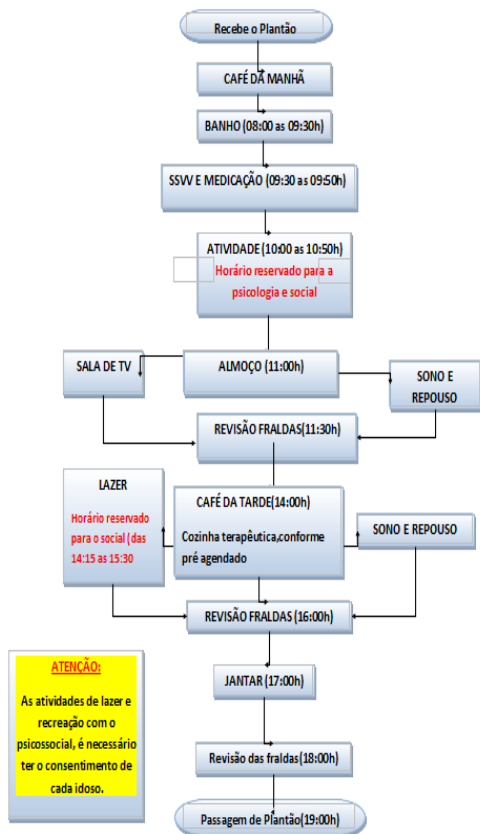 Recebe o Plantão
CAFÉ DA MANHÃ
BANHO (08:00 as 09:30h)
SSVV E MEDICAÇÃO (09:30 as 09:50h)
ATIVIDADE (10:00 as 10:50h)
Horário reservado para a
psicologia e social
SALA DE TV
ALMOÇO (11:00h)
SONO E
REPOUSO
REVISÃO FRALDAS(11:30h)
LAZER
Horário reservado
para o social (das
14:15 as 15:30
CAFÉ DA TARDE(14:00h)
Cozinha terapêutica,conforme
pré agendado
SONO E REPOUSO
REVISÃO FRALDAS (16:00h)
ATENÇÃO:
As atividades de lazer e
recreação com o
psicossocial, é necessário
ter o consentimento de
cada idoso.
JANTAR (17:00h)
Revisão das fraldas(18:00h)
Passagem de Plantão(19:00h)